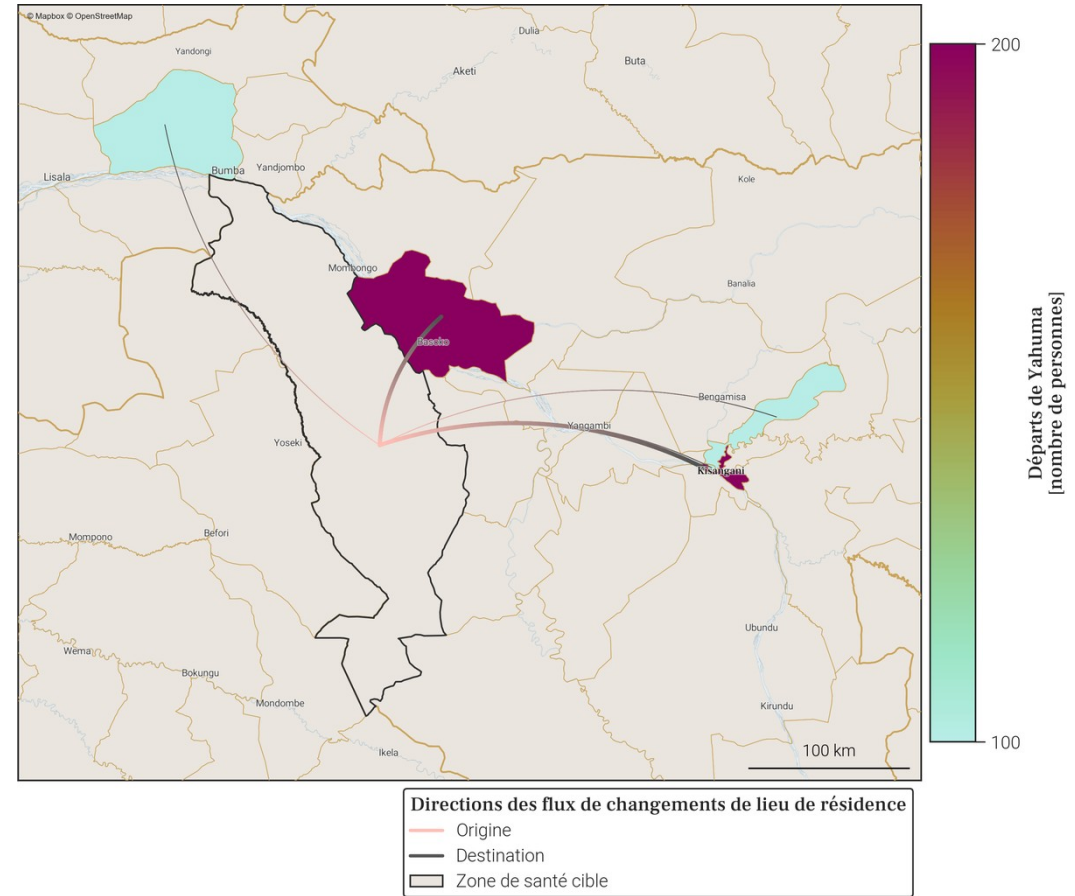 © Mapbox © OpenStreetMap
Dulia
Yandongi
Buta
Aketi
Lisala
Bumba
Yandjombo
Kole
Mombongo
Banalia
Basoko
Bengamisa
Yangambi
Yoseki
Kisangani
Mompono
Befori
Ubundu
Wema
Bokungu
Mondombe
Kirundu
Ikela
100 km
200
100
Départs de Yahuma
[nombre de personnes]
Directions des flux de changements de lieu de résidence
Origine
Destination
Zone de santé cible